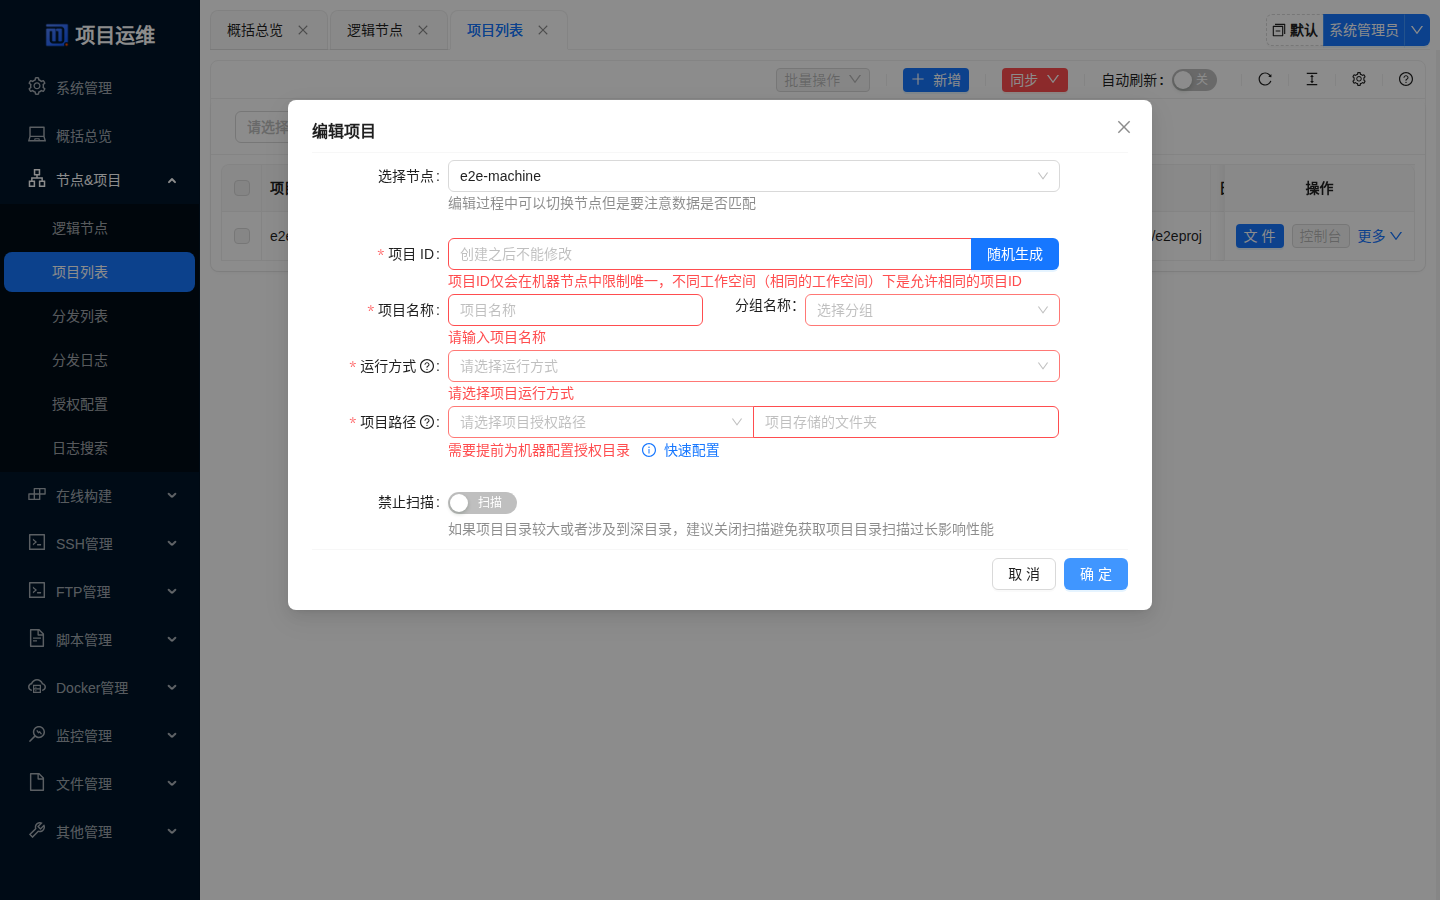 项目运维
系统管理
概括总览
节点&项目
逻辑节点
项目列表
分发列表
分发日志
授权配置
日志搜索
在线构建
SSH管理
FTP管理
脚本管理
Docker管理
监控管理
文件管理
其他管理
概括总览 逻辑节点 项目列表
默认 系统管理员
批量操作 新增 同步 自动刷新: 关
请选择
操作
e2e
/e2eproj 文 件 控制台 更多
编辑项目
选择节点: e2e-machine
编辑过程中可以切换节点但是要注意数据是否匹配
* 项目 ID: 创建之后不能修改 随机生成
项目ID仅会在机器节点中限制唯一，不同工作空间（相同的工作空间）下是允许相同的项目ID
* 项目名称: 项目名称 分组名称: 选择分组
请输入项目名称
* 运行方式 : 请选择运行方式
请选择项目运行方式
* 项目路径 : 请选择项目授权路径 项目存储的文件夹
需要提前为机器配置授权目录 快速配置
禁止扫描: 扫描
如果项目目录较大或者涉及到深目录，建议关闭扫描避免获取项目目录扫描过长影响性能
取 消 确 定